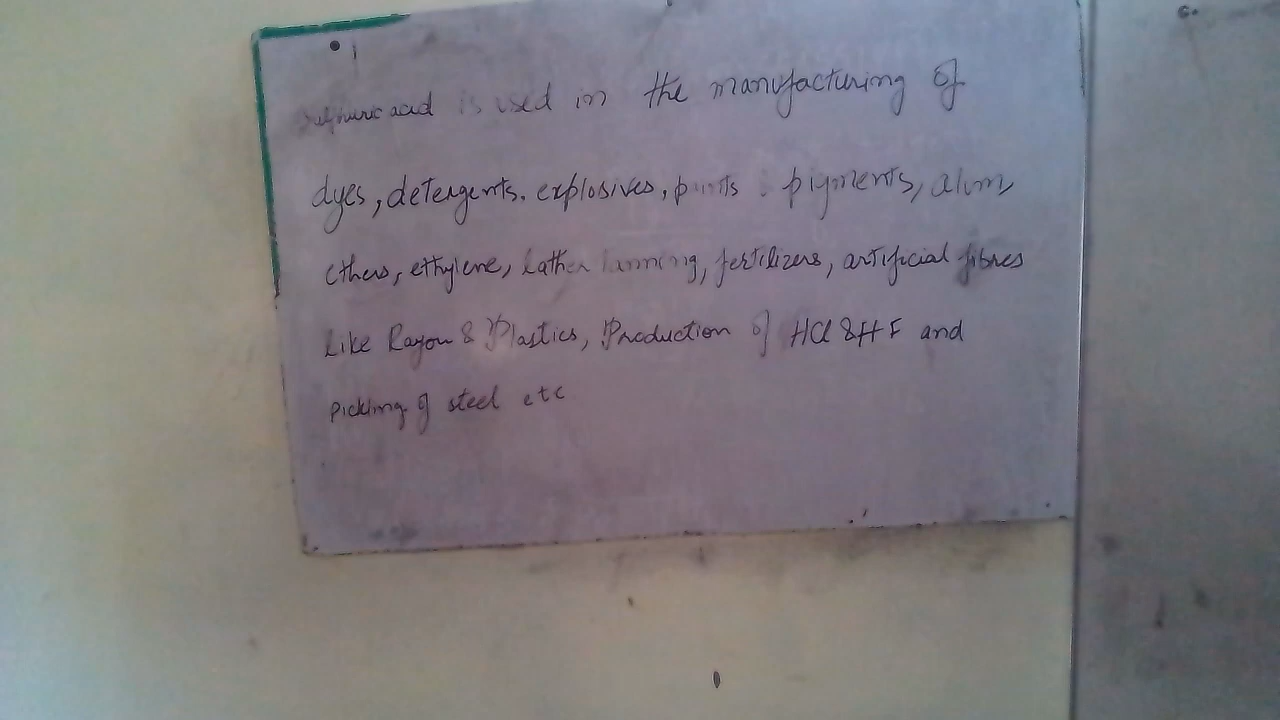 Sulphuric acid is used in the manufacturing of
dyes, detergents. explosives, paints pigments, alum,
ethers, ethylene, Lather Tanning, fertilizers, artificial fibres
Like Rayon & Plastics, Production of HCl & HF and
Pickling of steel etc